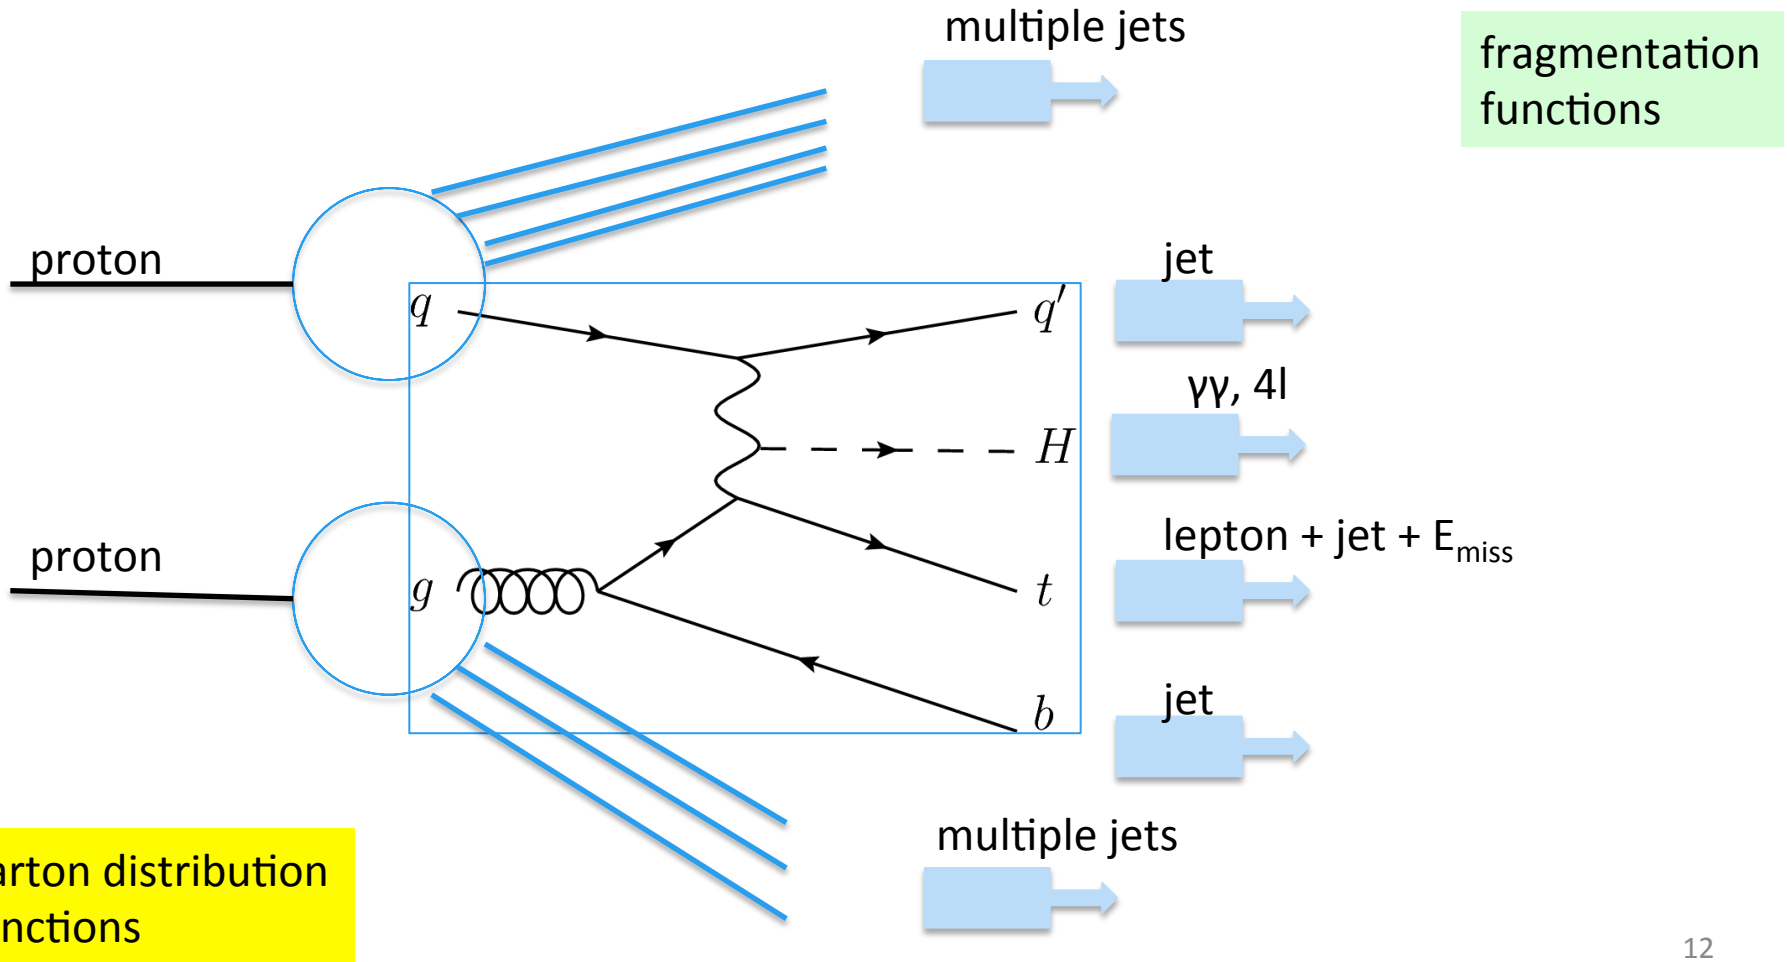 multiple jets
fragmentation
functions
proton
jet
q
q′
γγ, 4l
H
proton
lepton + jet + Emiss
g
t
jet
b
multiple jets
arton distribution
nctions
12